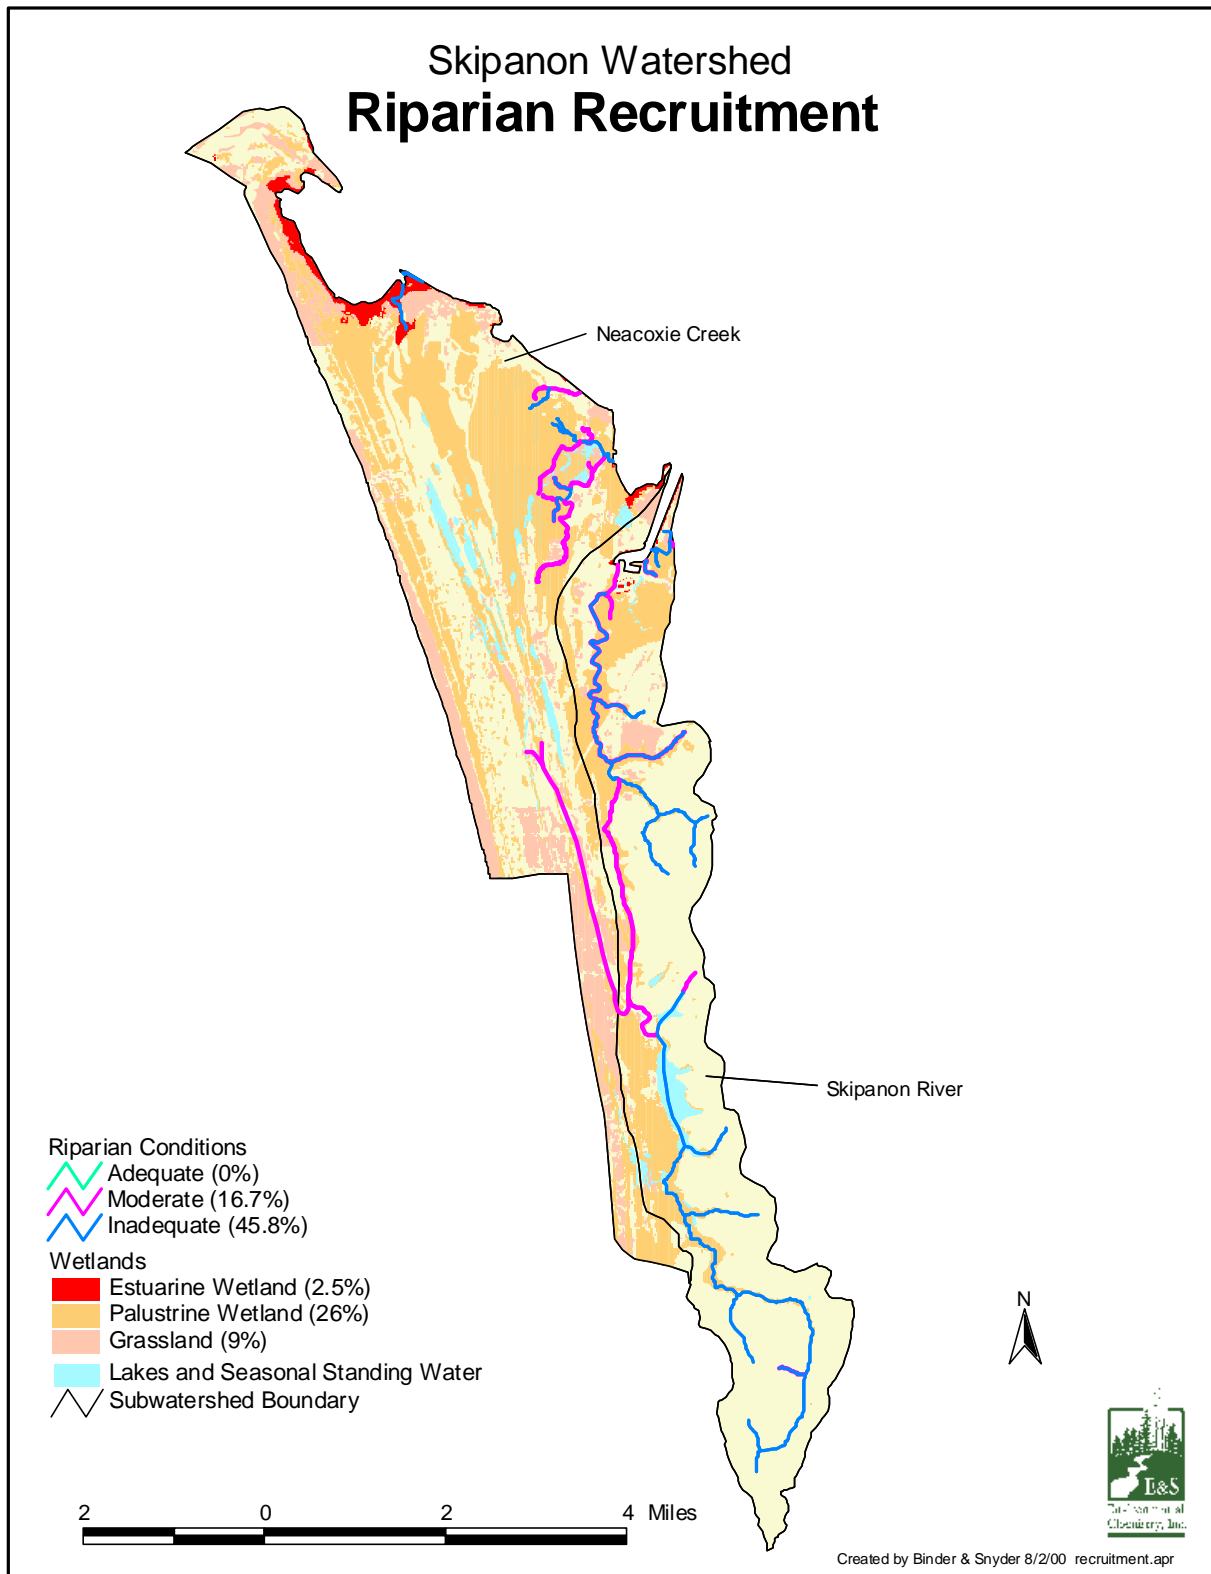 Skipanon Watershed
Riparian Recruitment
Neacoxie Creek
Skipanon River
Riparian Conditions
Adequate (0%)
Moderate (16.7%)
Inadequate (45.8%)
Wetlands
Estuarine Wetland (2.5%)
Palustrine Wetland (26%)
Grassland (9%)
Lakes and Seasonal Standing Water
Subwatershed Boundary
N
2 0 2 4 Miles
E&S
Chemistry, Inc.
Created by Binder & Snyder 8/2/00 recruitment.apr